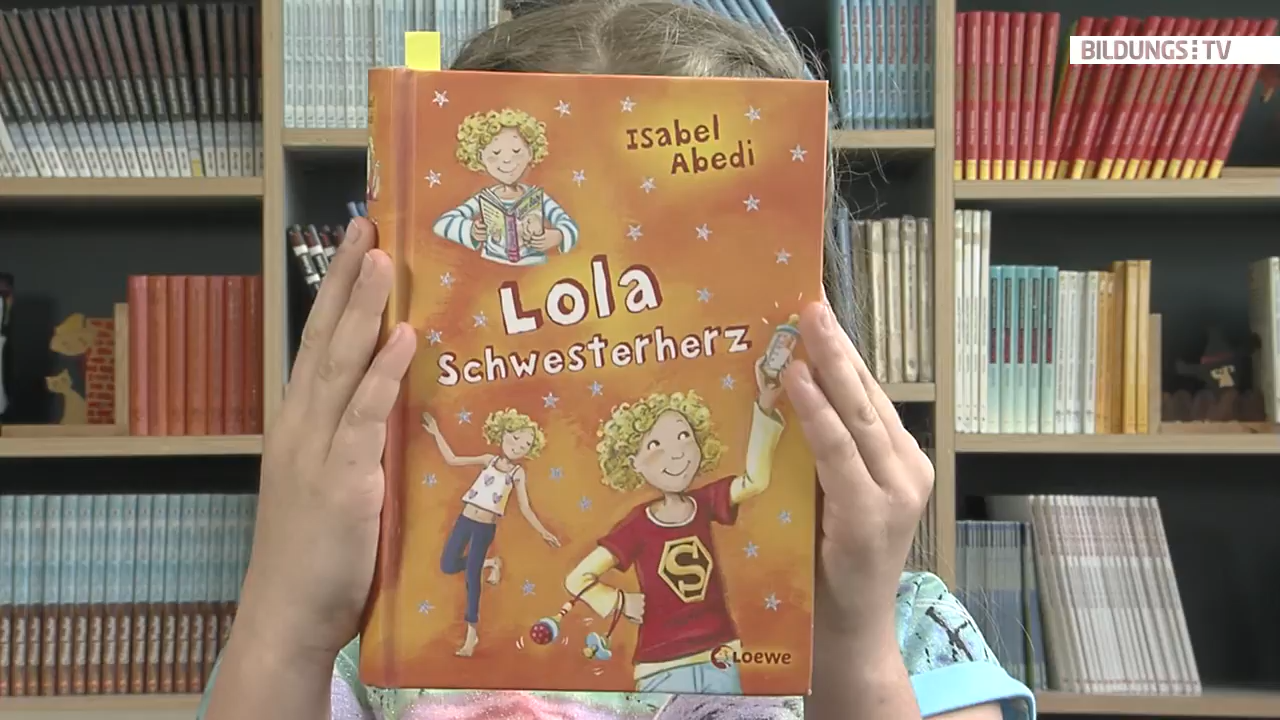 BILDUNGS TV
Isabel
Abedi
Lola
Schwesterherz
S
Loewe